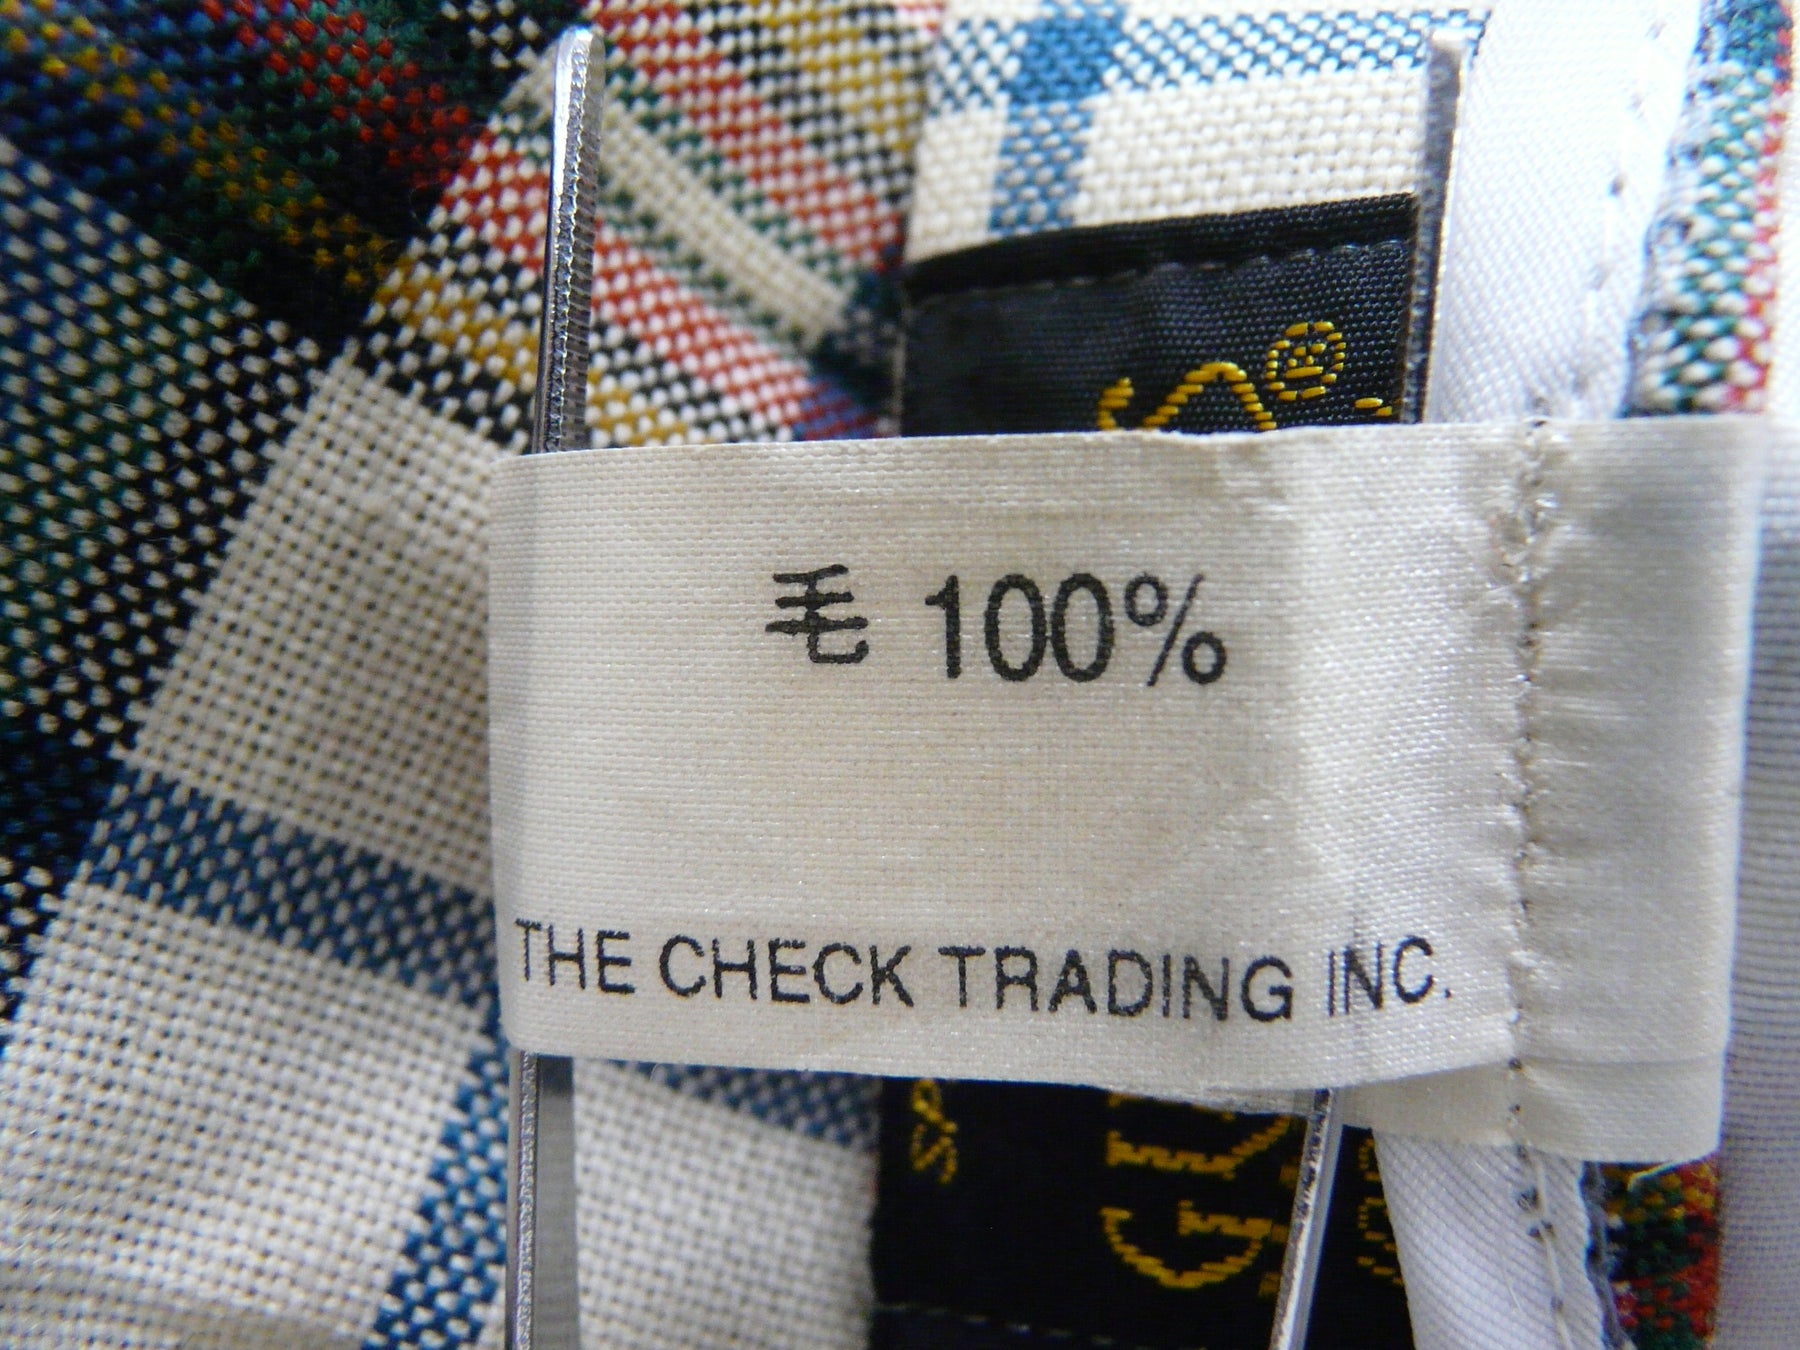 毛 100%
THE CHECK TRADING INC.